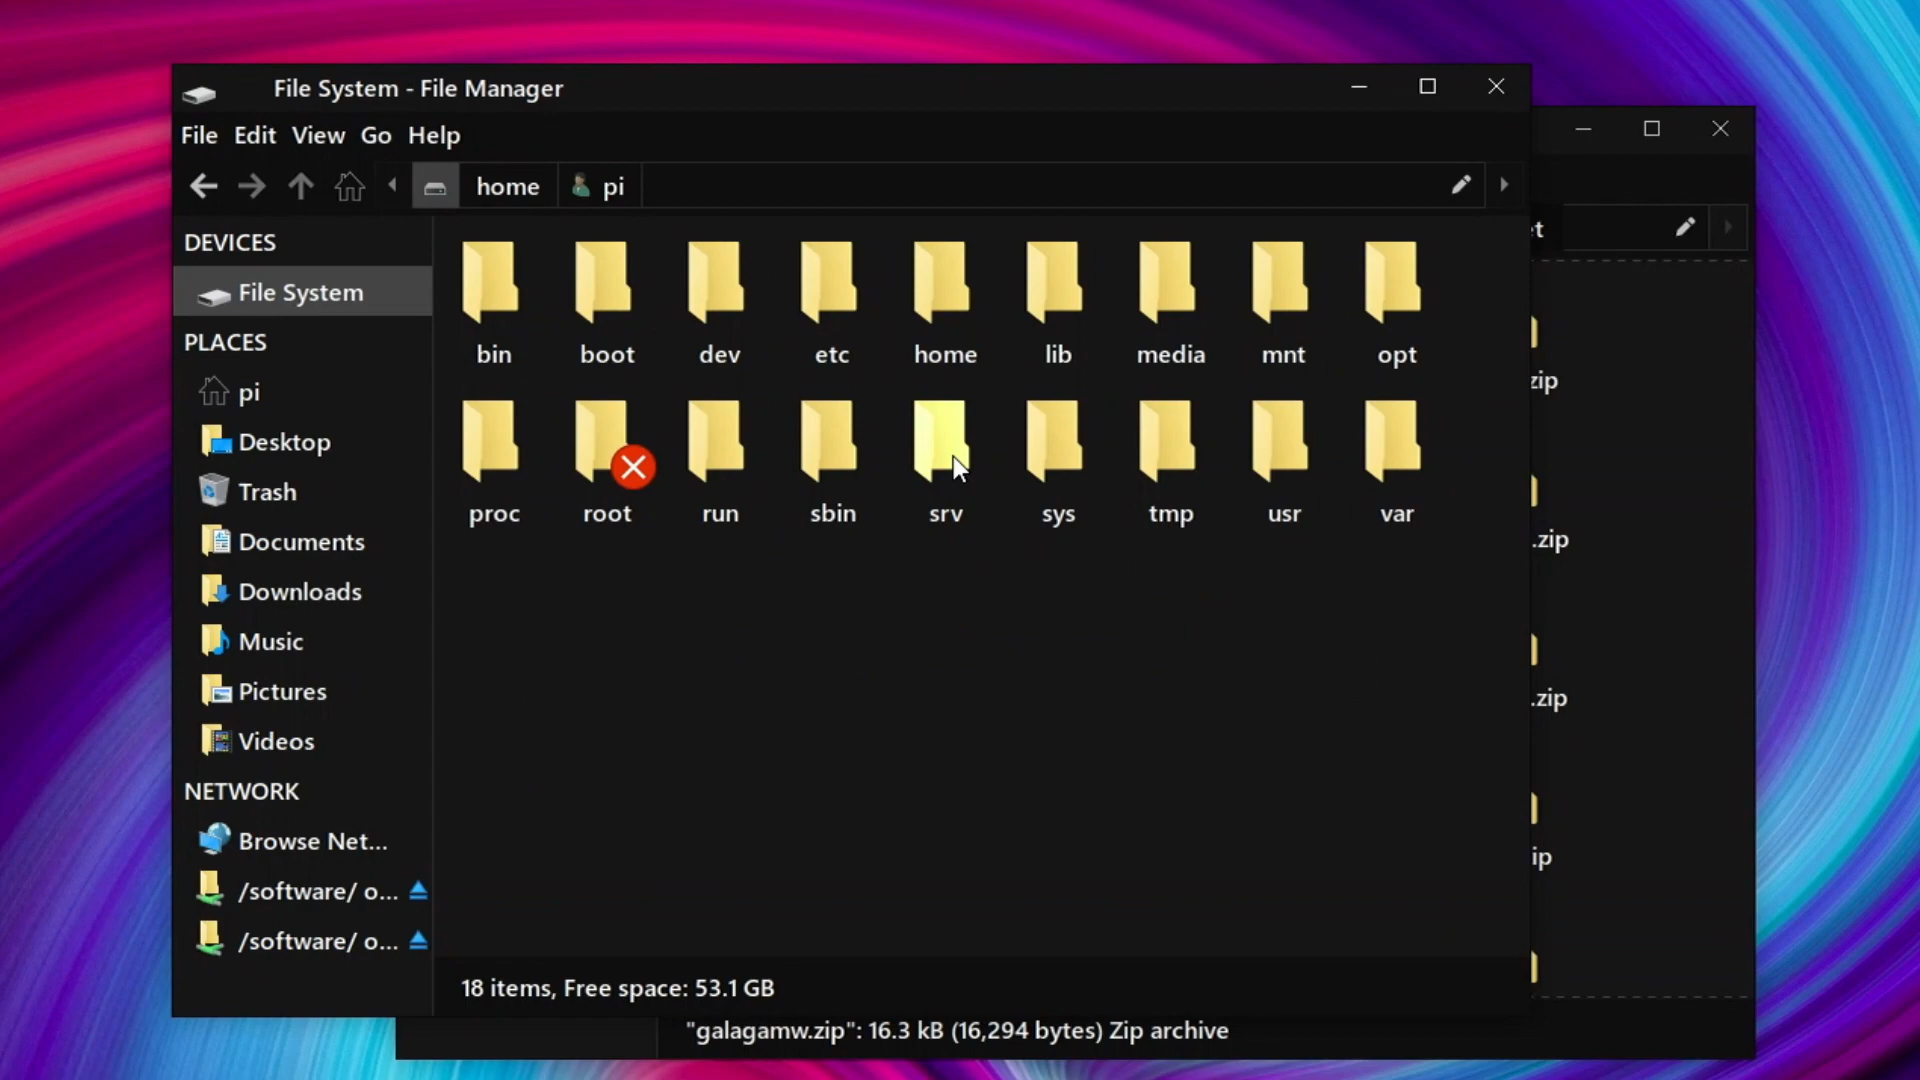 File System - File Manager
File Edit View Go Help
home pi
DEVICES
File System
PLACES
pi
Desktop
Trash
Documents
Downloads
Music
Pictures
Videos
NETWORK
Browse Net...
/software/ o...
/software/ o...
bin boot dev etc home lib media mnt opt
proc root run sbin srv sys tmp usr var
18 items, Free space: 53.1 GB
et
zip
.zip
.zip
ip
"galagamw.zip": 16.3 kB (16,294 bytes) Zip archive